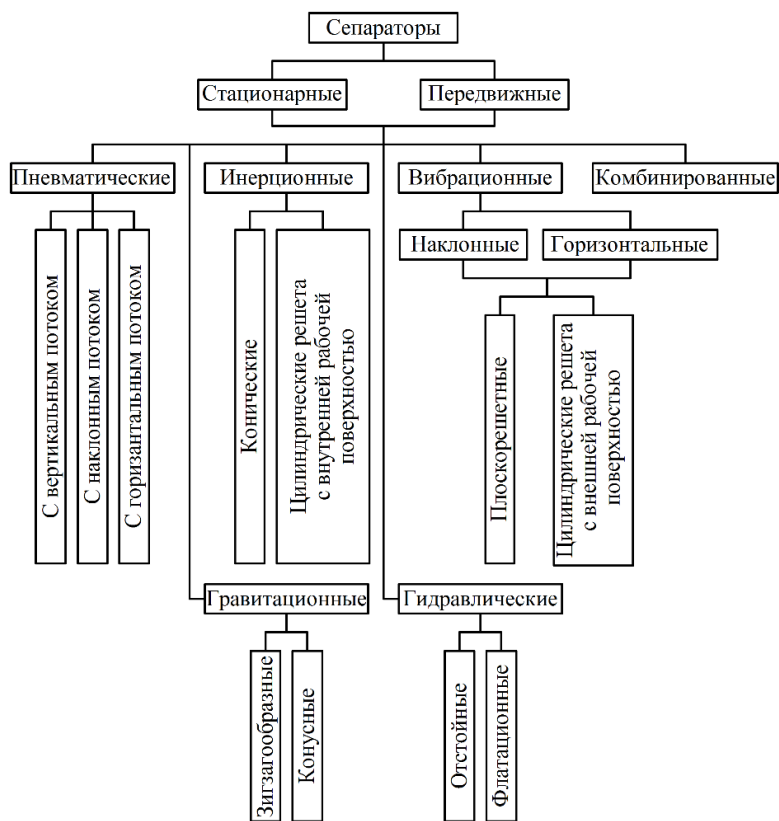 Сепараторы
Стационарные
Передвижные
Пневматические
Инерционные
Вибрационные
Комбинированные
Наклонные
Горизонтальные
С вертикальным потоком
С наклонным потоком
С горизантальным потоком
Конические
Цилиндрические решета
с внутренней рабочей
поверхностью
Плоскорешетные
Цилиндрические решета
с внешней рабочей
поверхностью
Гравитационные
Гидравлические
Зигзагообразные
Конусные
Отстойные
Флатационные